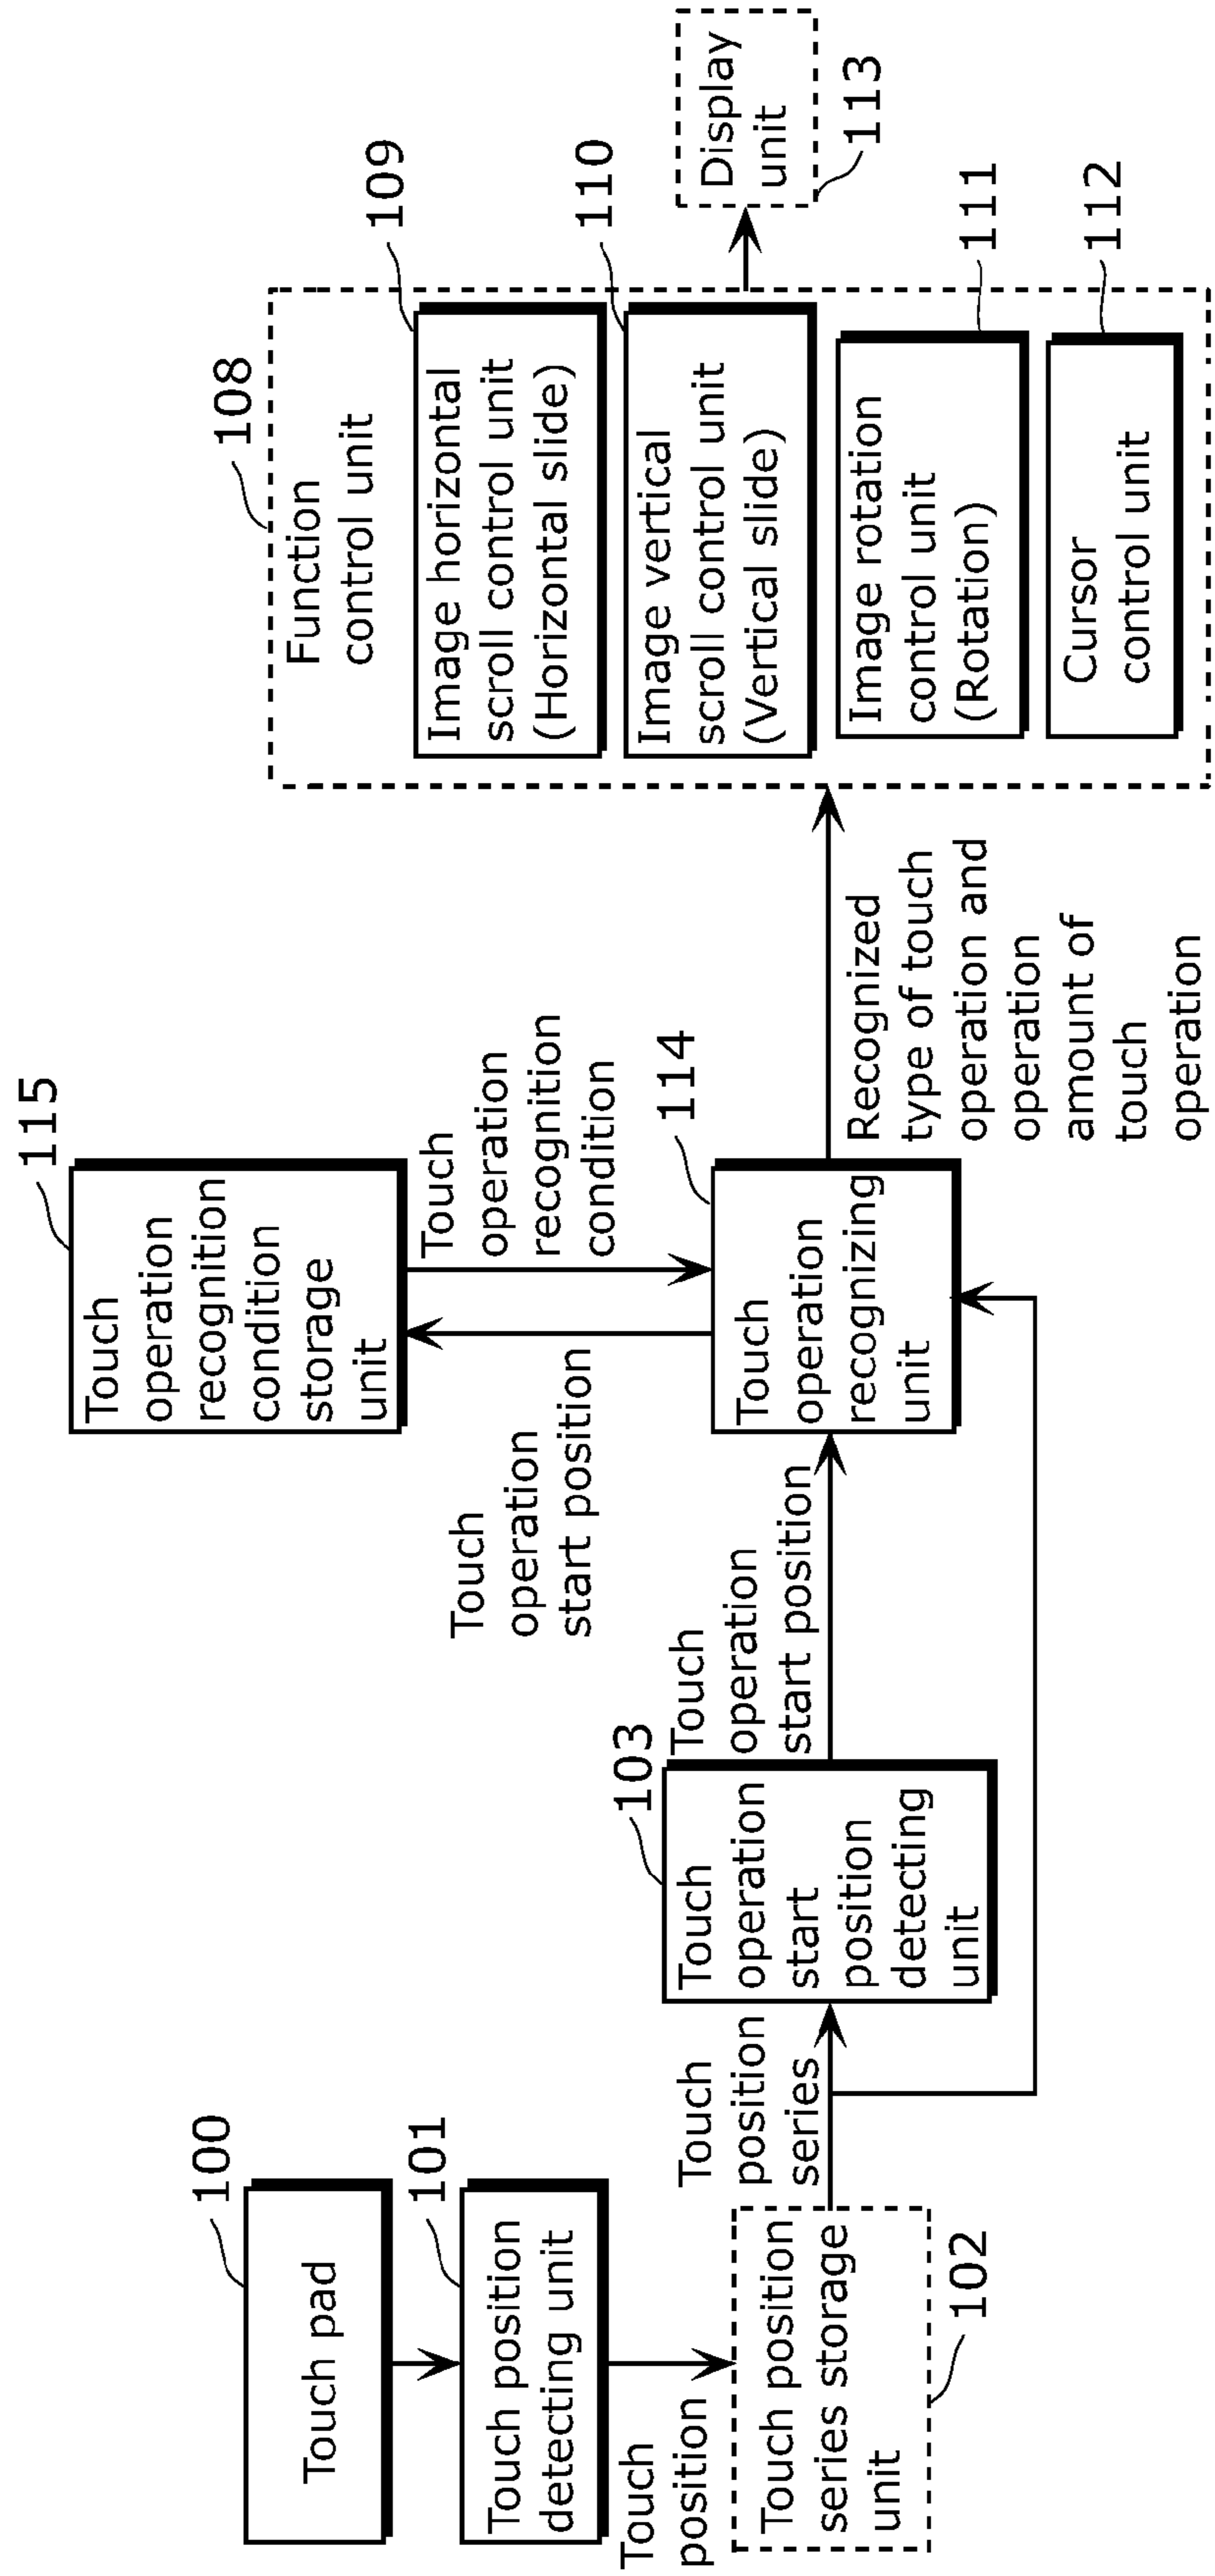 100
Touch pad
101
Touch position
detecting unit
Touch
position
Touch position
series storage
unit
102
Touch
position
series
103
Touch
operation
start
position
detecting
unit
Touch
operation
start position
115
Touch
operation
recognition
condition
storage
unit
Touch
operation
start position
Touch
operation
recognition
condition
114
Touch
operation
recognizing
unit
Recognized
type of touch
operation and
operation
amount of
touch
operation
108
Function
control unit
109
Image horizontal
scroll control unit
(Horizontal slide)
110
Image vertical
scroll control unit
(Vertical slide)
Image rotation
control unit
(Rotation)
111
Cursor
control unit
112
Display
unit
113